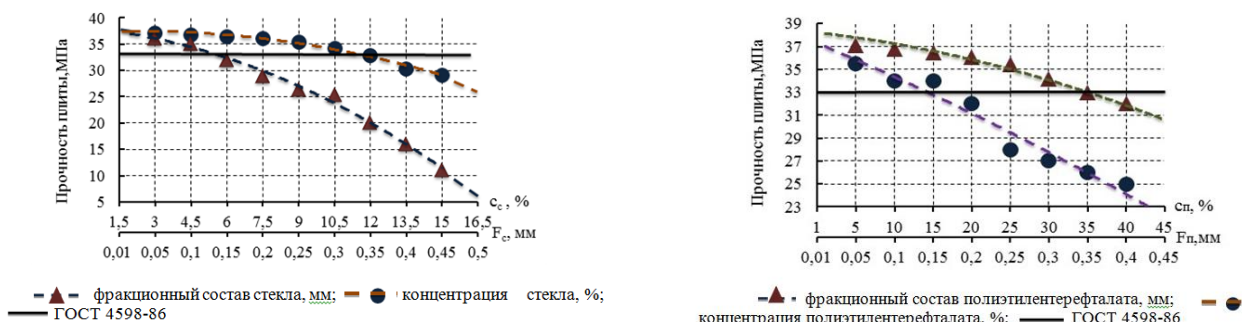 Прочность плиты,МПа
40
35
30
25
20
15
10
5
1,5 3 4,5 6 7,5 9 10,5 12 13,5 15 16,5
сс , %
Fс, мм
0,01 0,05 0,1 0,15 0,2 0,25 0,3 0,35 0,4 0,45 0,5
фракционный состав стекла, мм; концентрация стекла, %;
ГОСТ 4598-86
Прочность плиты,МПа
39
37
35
33
31
29
27
25
23
1 5 10 15 20 25 30 35 40 45
сп, %
Fп,мм
0,01 0,05 0,1 0,15 0,2 0,25 0,3 0,35 0,4 0,45
фракционный состав полиэтилентерефталата, мм;
концентрация полиэтилентерефталата, %; ГОСТ 4598-86